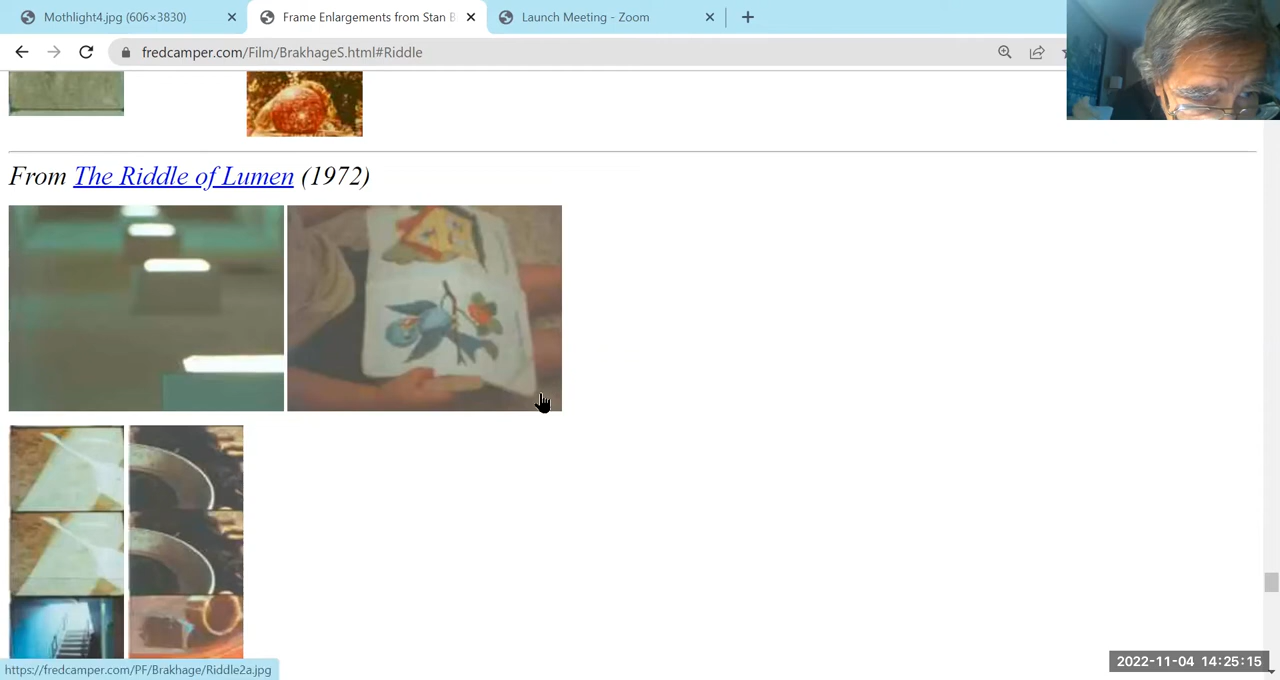 Mothlight4.jpg (606×3830)
Frame Enlargements from Stan B
Launch Meeting - Zoom
fredcamper.com/Film/BrakhageS.html#Riddle
From The Riddle of Lumen (1972)
https://fredcamper.com/PF/Brakhage/Riddle2a.jpg
2022-11-04 14:25:15